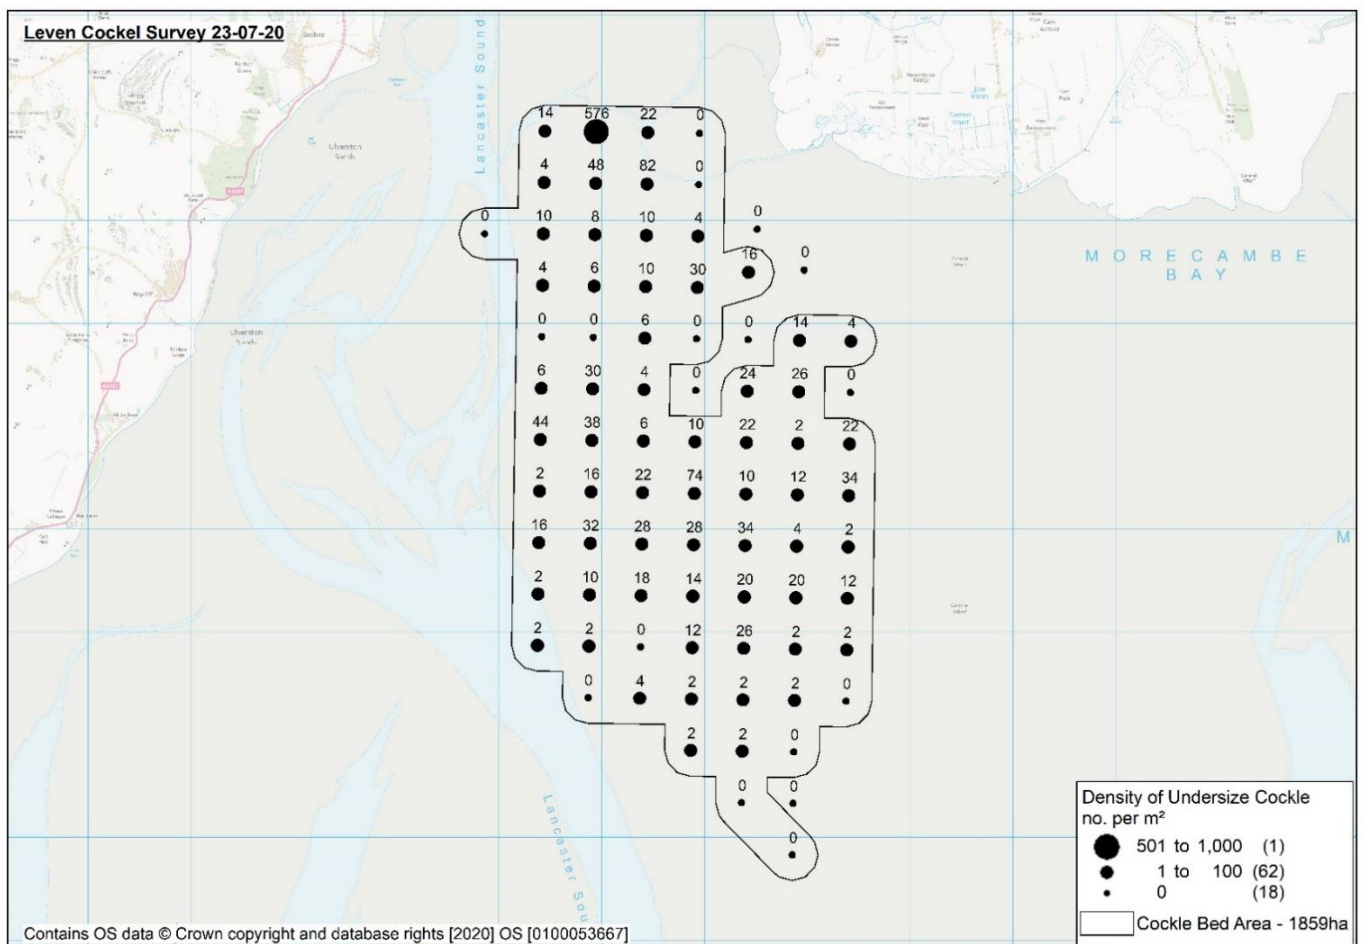 Leven Cockel Survey 23-07-20
Lancaster Sound
Ulverston
Sands
14 576 22 0
4 48 82 0
0 10 8 10 4 0
4 6 10 30 16 0
0 0 6 0 0 14 4
6 30 4 0 24 26 0
44 38 6 10 22 2 22
2 16 22 74 10 12 34
16 32 28 28 34 4 2
2 10 18 14 20 20 12
2 2 0 12 26 2 2
0 4 2 2 2 0
2 2 0
0 0
0
MORECAMBE
BAY
Ulverston
Sands
M
Lancaster Sou
Density of Undersize Cockle
no. per m²
501 to 1,000 (1)
1 to 100 (62)
0 (18)
Cockle Bed Area - 1859ha
Contains OS data © Crown copyright and database rights [2020] OS [0100053667]